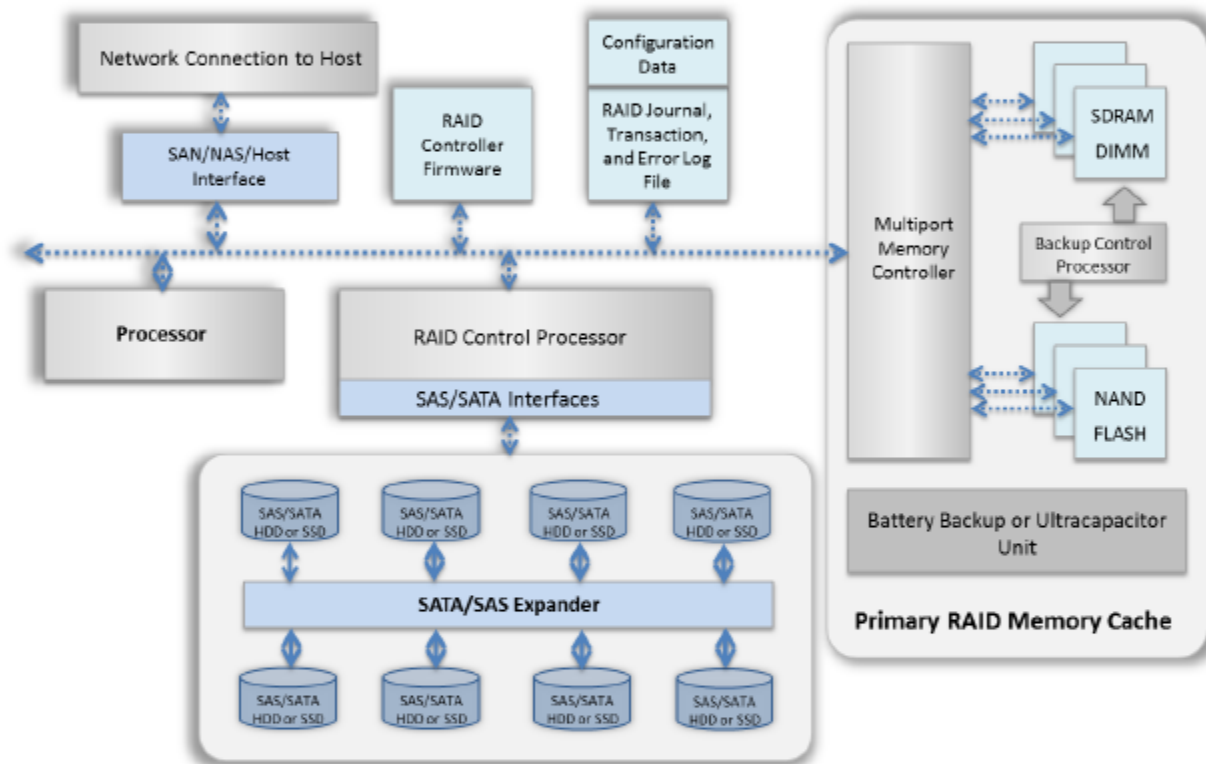 Network Connection to Host
SAN/NAS/Host
Interface
RAID
Controller
Firmware
Configuration
Data
RAID Journal,
Transaction,
and Error Log
File
Processor
RAID Control Processor
SAS/SATA Interfaces
SAS/SATA
HDD or SSD
SAS/SATA
HDD or SSD
SAS/SATA
HDD or SSD
SAS/SATA
HDD or SSD
SATA/SAS Expander
SAS/SATA
HDD or SSD
SAS/SATA
HDD or SSD
SAS/SATA
HDD or SSD
SAS/SATA
HDD or SSD
Multiport
Memory
Controller
SDRAM
DIMM
Backup Control
Processor
NAND
FLASH
Battery Backup or Ultracapacitor
Unit
Primary RAID Memory Cache